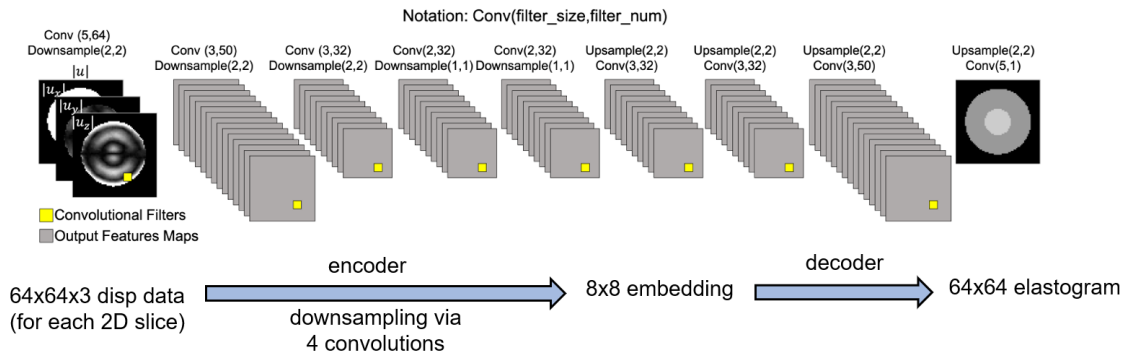 Notation: Conv(filter_size,filter_num)
Conv (5,64)
Downsample(2,2)
Conv (3,50)
Downsample(2,2)
Conv (3,32)
Downsample(2,2)
Conv(2,32)
Downsample(1,1)
Conv(2,32)
Downsample(1,1)
Upsample(2,2)
Conv(3,32)
Upsample(2,2)
Conv(3,32)
Upsample(2,2)
Conv(3,50)
Upsample(2,2)
Conv(5,1)
|u|
|u_x|
|u_y|
|u_z|
Convolutional Filters
Output Features Maps
64x64x3 disp data
(for each 2D slice)
encoder
downsampling via
4 convolutions
8x8 embedding
decoder
64x64 elastogram